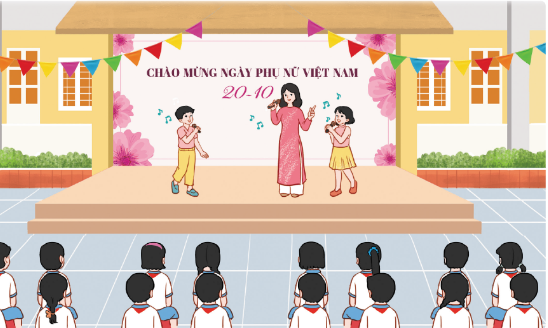 CHÀO MỪNG NGÀY PHỤ NỮ VIỆT NAM
20-10